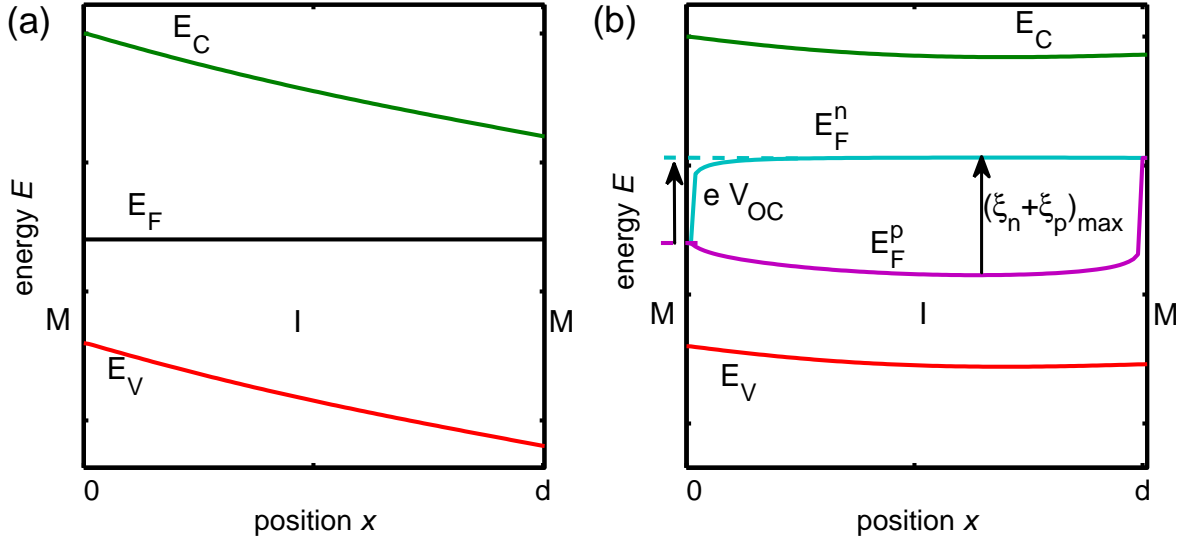 (a)
E_C
E_F
E_V
M
I
M
energy E
0
d
position x
(b)
E_C
E_F^n
e V_OC
(ξ_n+ξ_p)_max
E_F^p
E_V
M
I
M
energy E
0
d
position x